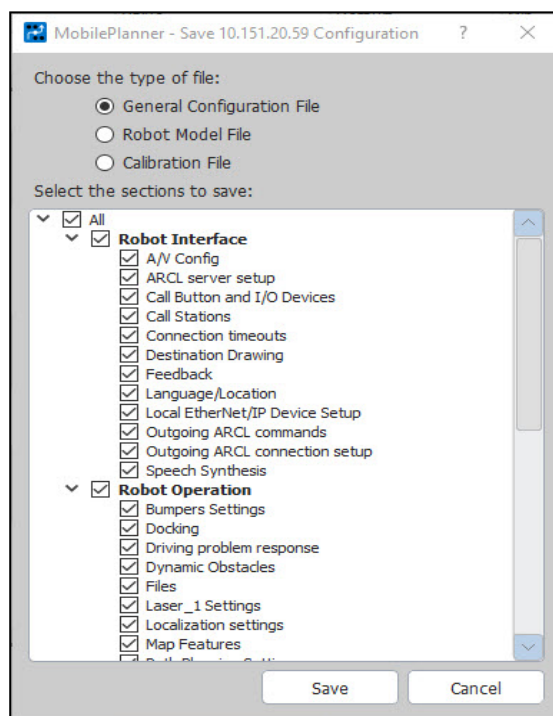 MobilePlanner - Save 10.151.20.59 Configuration ?
Choose the type of file:
General Configuration File
Robot Model File
Calibration File
Select the sections to save:
All
Robot Interface
A/V Config
ARCL server setup
Call Button and I/O Devices
Call Stations
Connection timeouts
Destination Drawing
Feedback
Language/Location
Local EtherNet/IP Device Setup
Outgoing ARCL commands
Outgoing ARCL connection setup
Speech Synthesis
Robot Operation
Bumpers Settings
Docking
Driving problem response
Dynamic Obstacles
Files
Laser_1 Settings
Localization settings
Map Features
Save Cancel